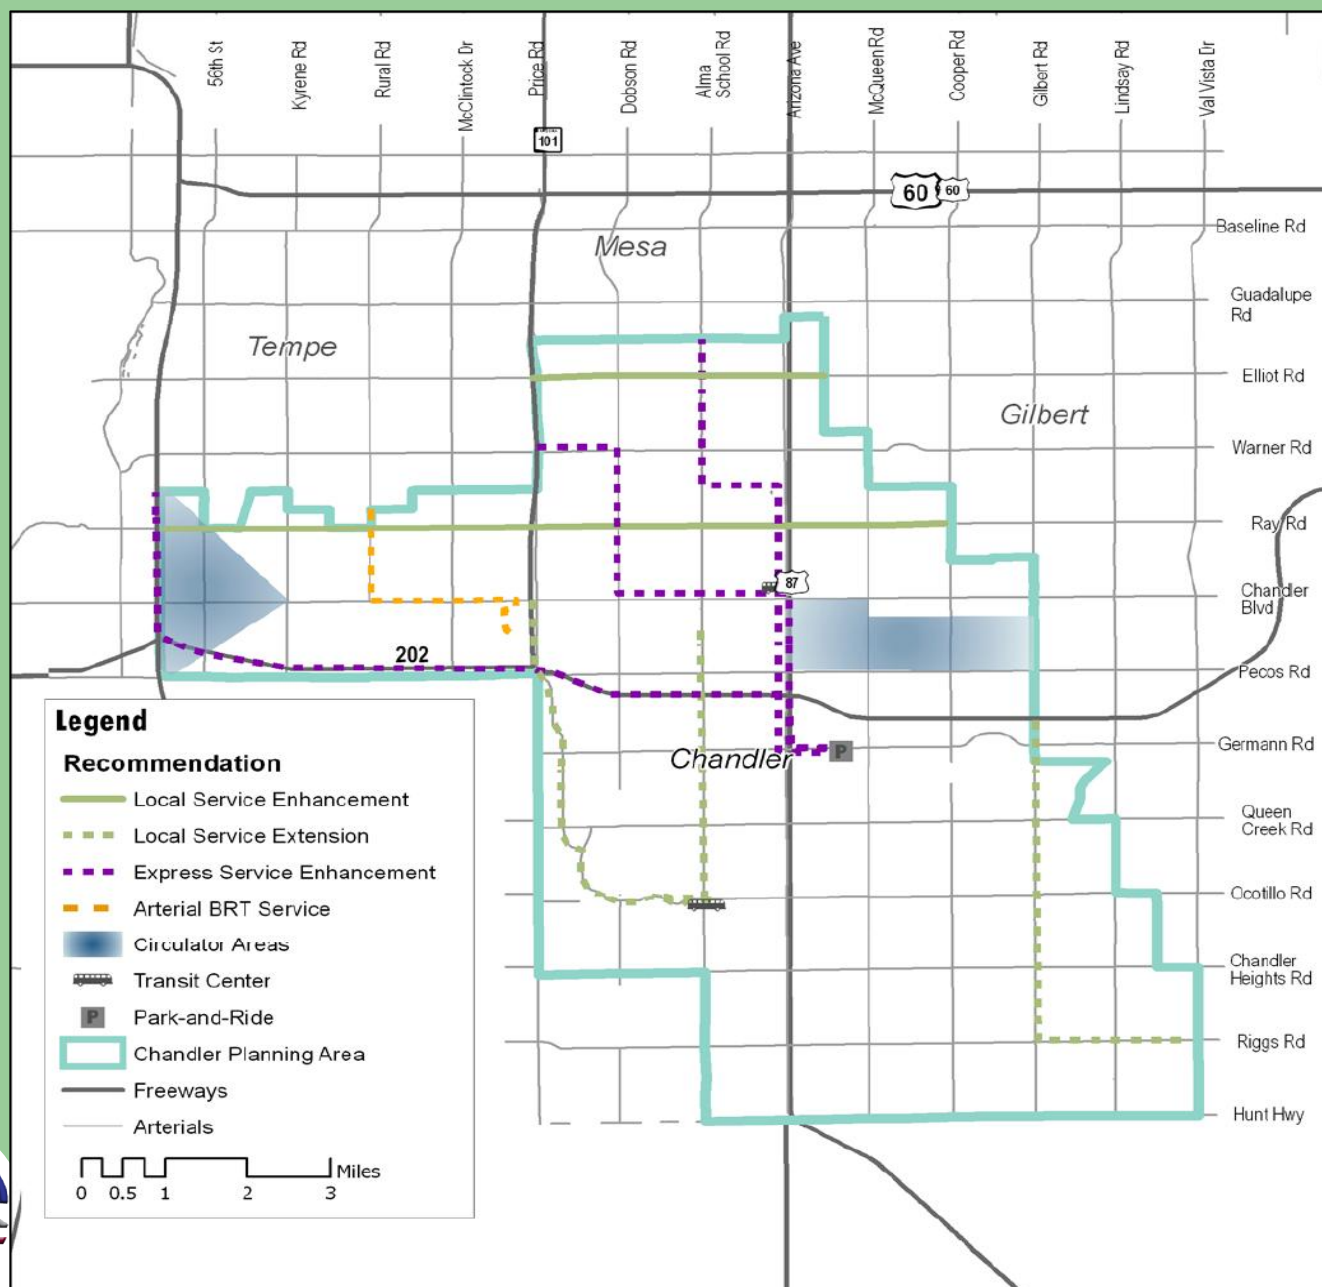 56th St
Kyrene Rd
Rural Rd
McClintock Dr
Price Rd
Dobson Rd
Alma
School Rd
Arizona Ave
McQueen Rd
Cooper Rd
Gilbert Rd
Lindsay Rd
Val Vista Dr
101
60
60
Baseline Rd
Mesa
Guadalupe
Rd
Tempe
Elliot Rd
Gilbert
Warner Rd
Ray Rd
87
Chandler
Blvd
202
Pecos Rd
Germann Rd
Chandler
P
Queen
Creek Rd
Ocotillo Rd
Chandler
Heights Rd
Riggs Rd
Hunt Hwy
Legend
Recommendation
Local Service Enhancement
Local Service Extension
Express Service Enhancement
Arterial BRT Service
Circulator Areas
Transit Center
P Park-and-Ride
Chandler Planning Area
Freeways
Arterials
Miles
0 0.5 1 2 3